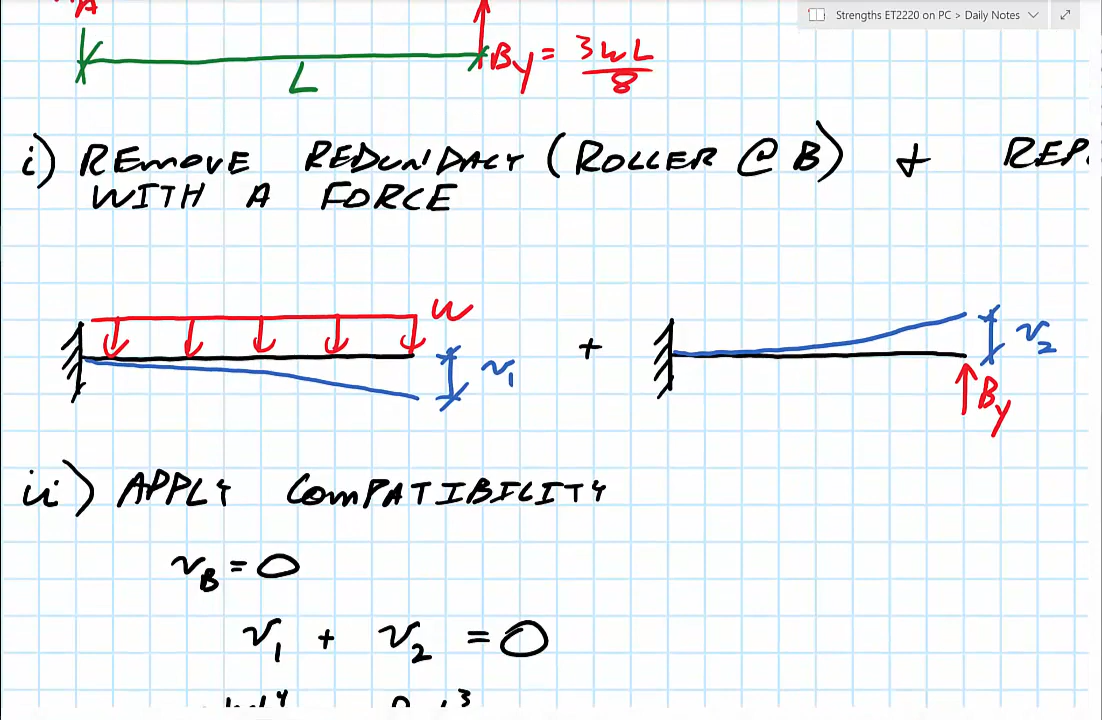 Strengths ET2220 on PC > Daily Notes
A
L
By = 3wL/8
i) REMOVE REDUNDACY (ROLLER @ B) + REP
WITH A FORCE
w
v1
+
v2
By
ii) APPLY COMPATIBILITY
vB = 0
v1 + v2 = 0